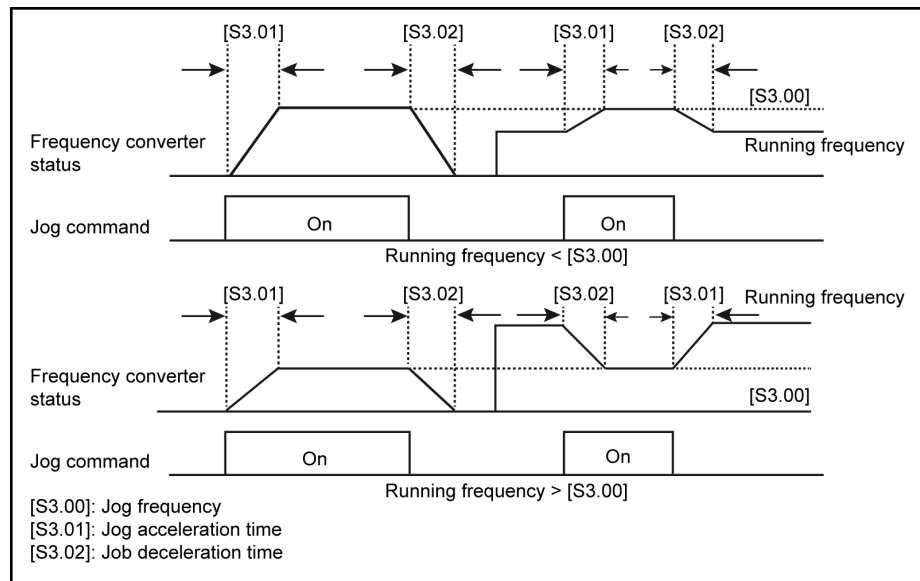 [S3.01] [S3.02] [S3.01] [S3.02]
[S3.00]
Frequency converter
status
Running frequency
Jog command
On
On
Running frequency < [S3.00]
[S3.01] [S3.02] [S3.02] [S3.01]
Running frequency
Frequency converter
status
[S3.00]
Jog command
On
On
Running frequency > [S3.00]
[S3.00]: Jog frequency
[S3.01]: Jog acceleration time
[S3.02]: Job deceleration time